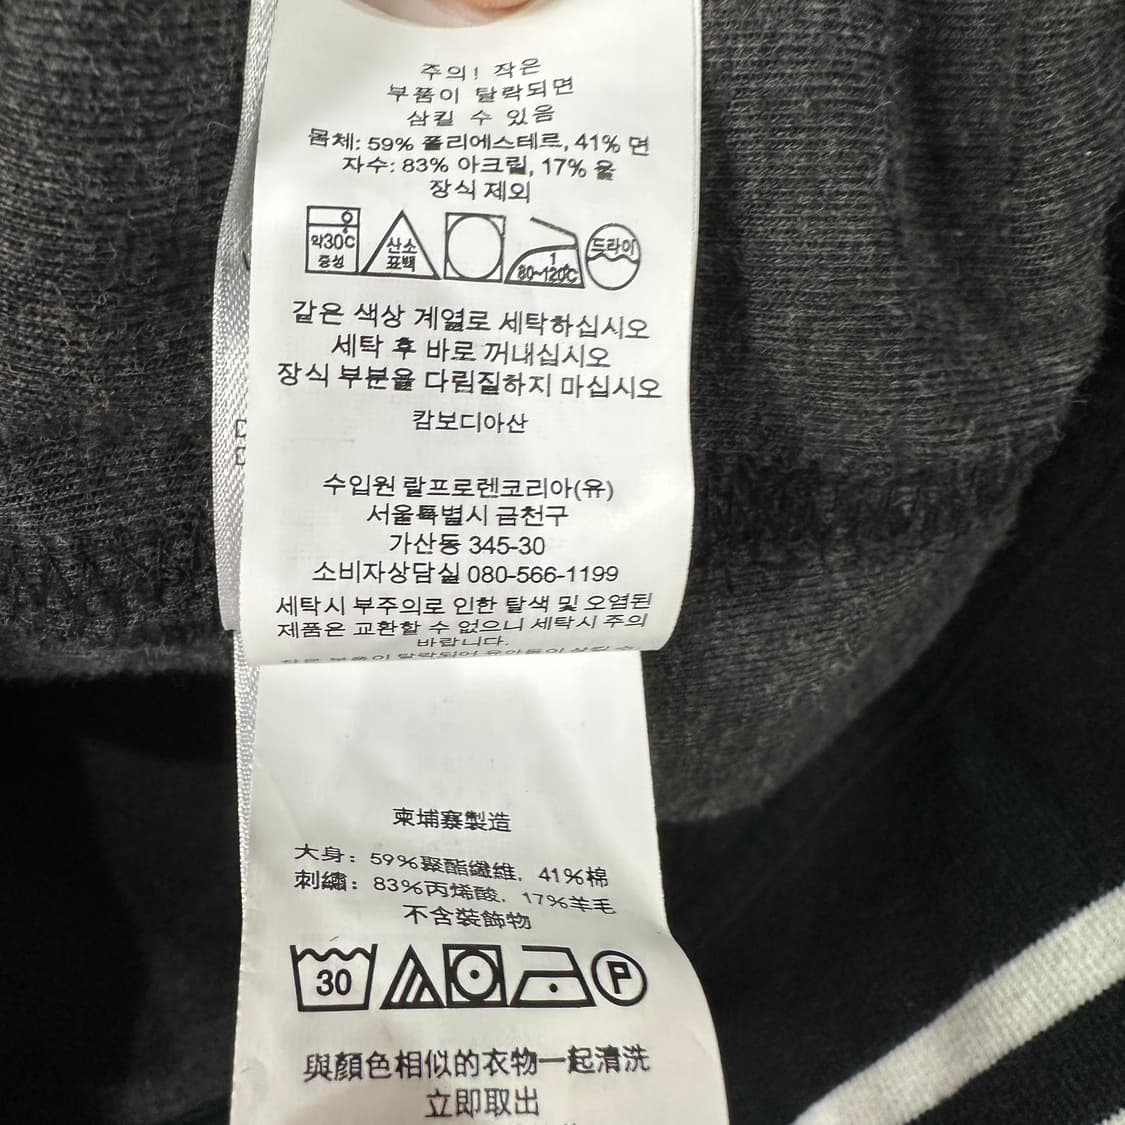 주의! 작은
부품이 탈락되면
삼킬 수 있음
몸체: 59% 폴리에스테르, 41% 면
자수: 83% 아크릴, 17% 울
장식 제외
약30℃
중성
산소
표백
1
80~120℃
드라이
같은 색상 계열로 세탁하십시오
세탁 후 바로 꺼내십시오
장식 부분을 다림질하지 마십시오
캄보디아산
수입원 랄프로렌코리아(유)
서울특별시 금천구
가산동 345-30
소비자상담실 080-566-1199
세탁시 부주의로 인한 탈색 및 오염된
제품은 교환할 수 없으니 세탁시 주의
바랍니다.
柬埔寨製造
大身: 59%聚酯纖維, 41%棉
刺繡: 83%丙烯酸, 17%羊毛
不含裝飾物
30
P
與顏色相似的衣物一起清洗
立即取出